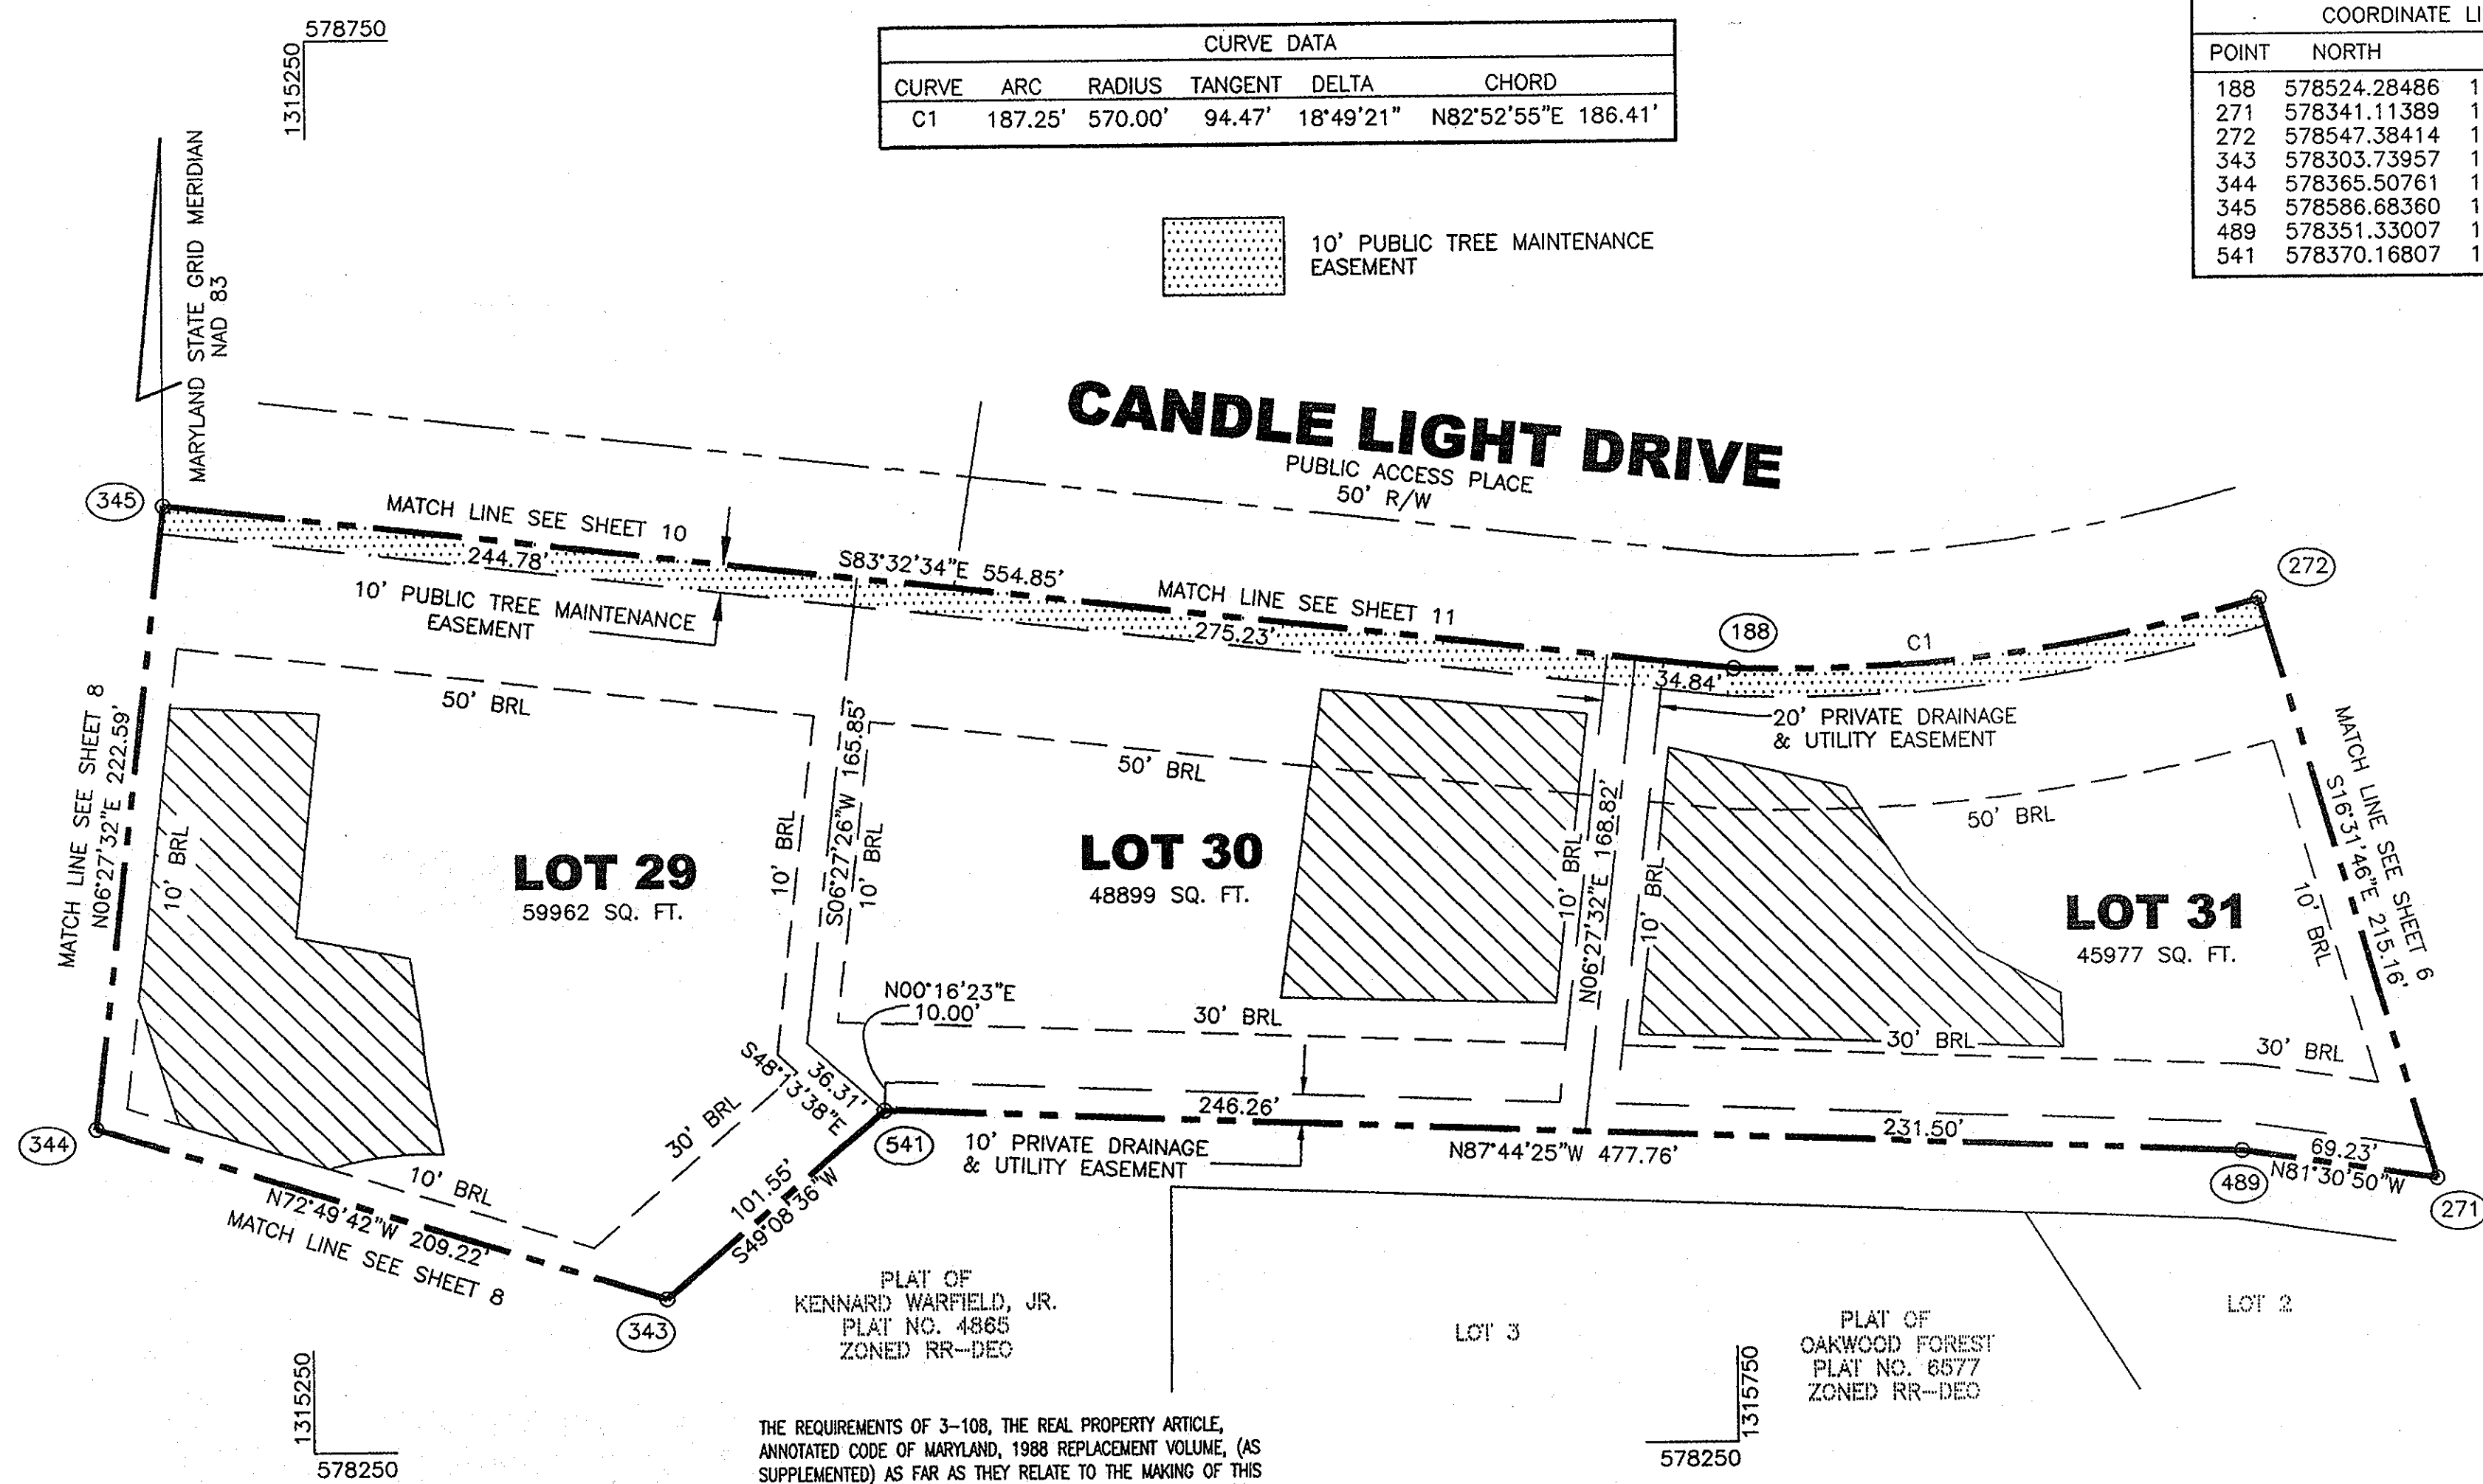 578750
1315250
CURVE DATA
CURVE ARC RADIUS TANGENT DELTA CHORD
C1 187.25' 570.00' 94.47' 18°49'21" N82°52'55"E 186.41'
COORDINATE LI
POINT NORTH
188 578524.28486 1
271 578341.11389 1
272 578547.38414 1
343 578303.73957 1
344 578365.50761 1
345 578586.68360 1
489 578351.33007 1
541 578370.16807 1
MARYLAND STATE GRID MERIDIAN
NAD 83
10' PUBLIC TREE MAINTENANCE
EASEMENT
CANDLE LIGHT DRIVE
PUBLIC ACCESS PLACE
50' R/W
345
MATCH LINE SEE SHEET 10
244.78'
S83°32'34"E 554.85'
10' PUBLIC TREE MAINTENANCE
EASEMENT
MATCH LINE SEE SHEET 11
275.23'
188
34.84'
C1
272
20' PRIVATE DRAINAGE
& UTILITY EASEMENT
MATCH LINE SEE SHEET 8
N06°27'32"E 222.59'
10' BRL
50' BRL
LOT 29
59962 SQ. FT.
10' BRL
S06°27'26"W 165.85'
10' BRL
50' BRL
LOT 30
48899 SQ. FT.
10' BRL
N06°27'32"E 168.82'
10' BRL
50' BRL
LOT 31
45977 SQ. FT.
10' BRL
MATCH LINE SEE SHEET 6
S16°31'46"E 215.16'
N00°16'23"E
10.00'
30' BRL
30' BRL
30' BRL
36.31'
S48°13'38"E
30' BRL
344
541
246.26'
10' PRIVATE DRAINAGE
& UTILITY EASEMENT
N87°44'25"W 477.76'
231.50'
489
69.23'
N81°30'50"W
271
10' BRL
N72°49'42"W 209.22'
MATCH LINE SEE SHEET 8
101.55'
S49°08'36"W
343
PLAT OF
KENNARD WARFIELD, JR.
PLAT NO. 4865
ZONED RR-DEO
LOT 3
PLAT OF
OAKWOOD FOREST
PLAT NO. 6577
ZONED RR-DEO
LOT 2
1315250
578250
1315750
578250
THE REQUIREMENTS OF 3-108, THE REAL PROPERTY ARTICLE,
ANNOTATED CODE OF MARYLAND, 1988 REPLACEMENT VOLUME, (AS
SUPPLEMENTED) AS FAR AS THEY RELATE TO THE MAKING OF THIS